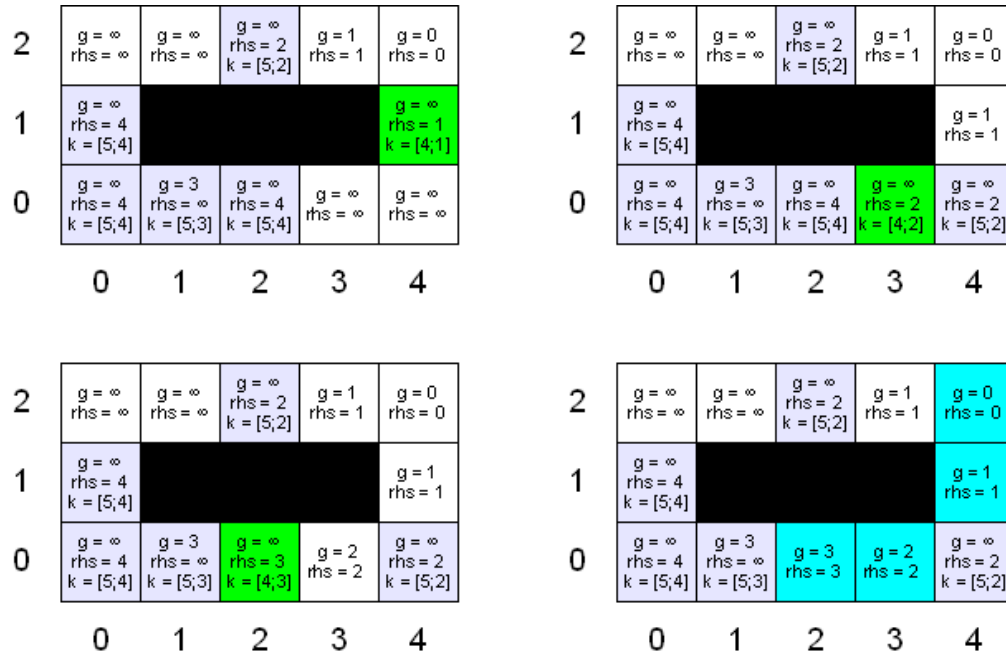 2
g = ∞
rhs = ∞
g = ∞
rhs = ∞
g = ∞
rhs = 2
k = [5;2]
g = 1
rhs = 1
g = 0
rhs = 0
1
g = ∞
rhs = 4
k = [5;4]
g = ∞
rhs = 1
k = [4;1]
0
g = ∞
rhs = 4
k = [5;4]
g = 3
rhs = ∞
k = [5;3]
g = ∞
rhs = 4
k = [5;4]
g = ∞
rhs = ∞
g = ∞
rhs = ∞
0 1 2 3 4
2
g = ∞
rhs = ∞
g = ∞
rhs = ∞
g = ∞
rhs = 2
k = [5;2]
g = 1
rhs = 1
g = 0
rhs = 0
1
g = ∞
rhs = 4
k = [5;4]
g = 1
rhs = 1
0
g = ∞
rhs = 4
k = [5;4]
g = 3
rhs = ∞
k = [5;3]
g = ∞
rhs = 4
k = [5;4]
g = ∞
rhs = 2
k = [4;2]
g = ∞
rhs = 2
k = [5;2]
0 1 2 3 4
2
g = ∞
rhs = ∞
g = ∞
rhs = ∞
g = ∞
rhs = 2
k = [5;2]
g = 1
rhs = 1
g = 0
rhs = 0
1
g = ∞
rhs = 4
k = [5;4]
g = 1
rhs = 1
0
g = ∞
rhs = 4
k = [5;4]
g = 3
rhs = ∞
k = [5;3]
g = ∞
rhs = 3
k = [4;3]
g = 2
rhs = 2
g = ∞
rhs = 2
k = [5;2]
0 1 2 3 4
2
g = ∞
rhs = ∞
g = ∞
rhs = ∞
g = ∞
rhs = 2
k = [5;2]
g = 1
rhs = 1
g = 0
rhs = 0
1
g = ∞
rhs = 4
k = [5;4]
g = 1
rhs = 1
0
g = ∞
rhs = 4
k = [5;4]
g = 3
rhs = ∞
k = [5;3]
g = 3
rhs = 3
g = 2
rhs = 2
g = ∞
rhs = 2
k = [5;2]
0 1 2 3 4